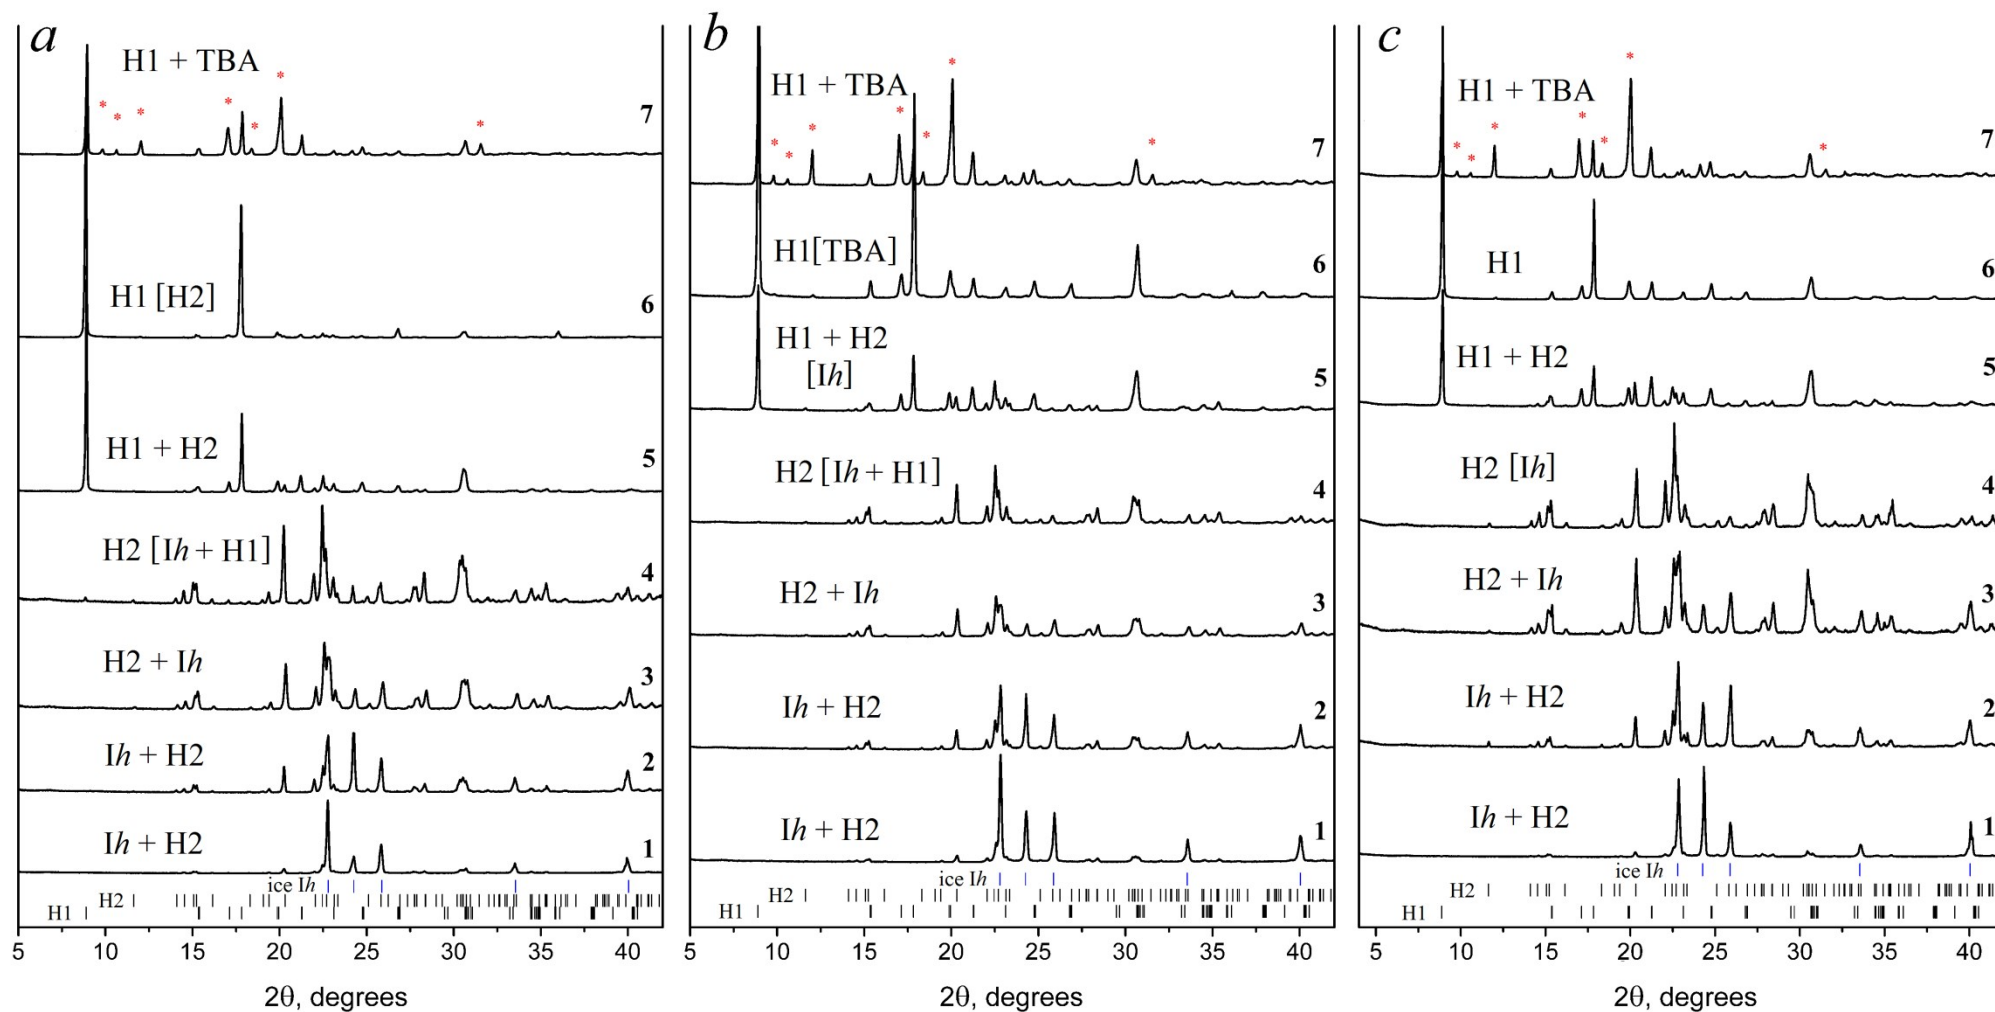 a
H1 + TBA
* * * * * * *
7
H1 [H2]
6
H1 + H2
5
H2 [Ih + H1]
4
H2 + Ih
3
Ih + H2
2
Ih + H2
1
ice Ih
H2
H1
5 10 15 20 25 30 35 40
2θ, degrees
b
H1 + TBA
* * * * * * *
7
H1[TBA]
6
H1 + H2
[Ih]
5
H2 [Ih + H1]
4
H2 + Ih
3
Ih + H2
2
Ih + H2
1
ice Ih
H2
H1
5 10 15 20 25 30 35 40
2θ, degrees
c
H1 + TBA
* * * * * * *
7
H1
6
H1 + H2
5
H2 [Ih]
4
H2 + Ih
3
Ih + H2
2
Ih + H2
1
ice Ih
H2
H1
5 10 15 20 25 30 35 40
2θ, degrees